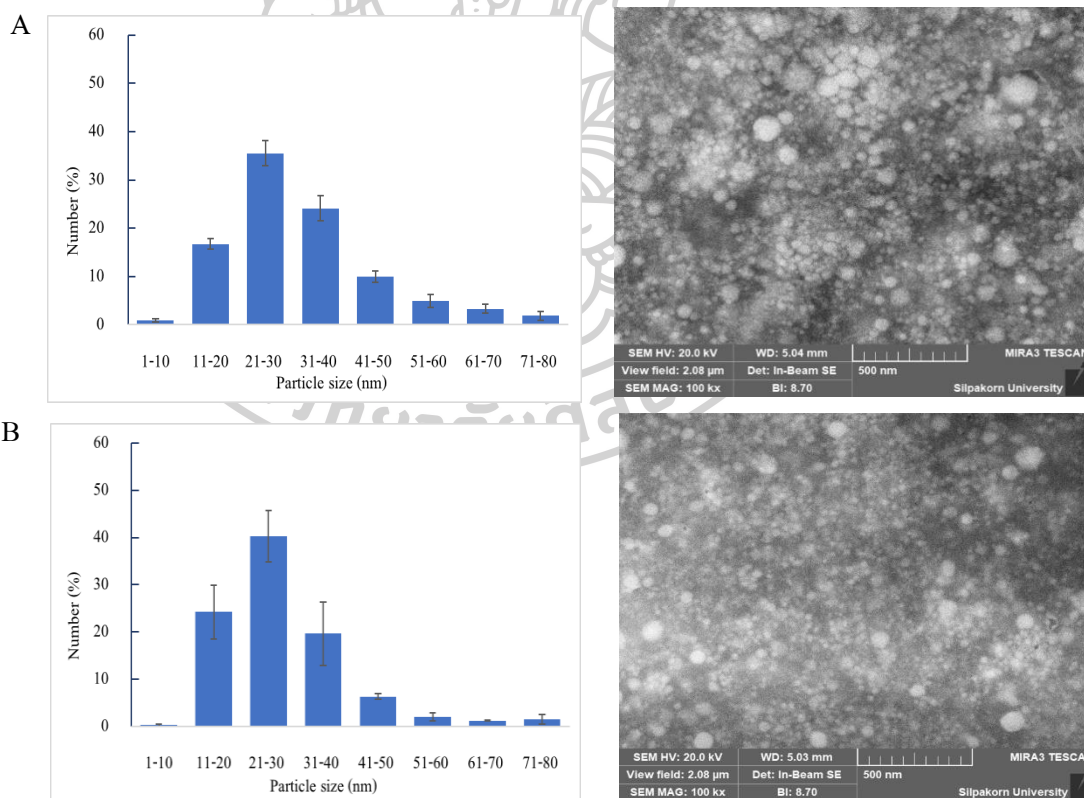 A
60
50
40
30
20
10
0
Number (%)
1-10 11-20 21-30 31-40 41-50 51-60 61-70 71-80
Particle size (nm)
SEM HV: 20.0 kV WD: 5.04 mm MIRA3 TESCAN
View field: 2.08 µm Det: In-Beam SE 500 nm
SEM MAG: 100 kx BI: 8.70 Silpakorn University
B
60
50
40
30
20
10
0
Number (%)
1-10 11-20 21-30 31-40 41-50 51-60 61-70 71-80
Particle size (nm)
SEM HV: 20.0 kV WD: 5.03 mm MIRA3 TESCA
View field: 2.08 µm Det: In-Beam SE 500 nm
SEM MAG: 100 kx BI: 8.70 Silpakorn University